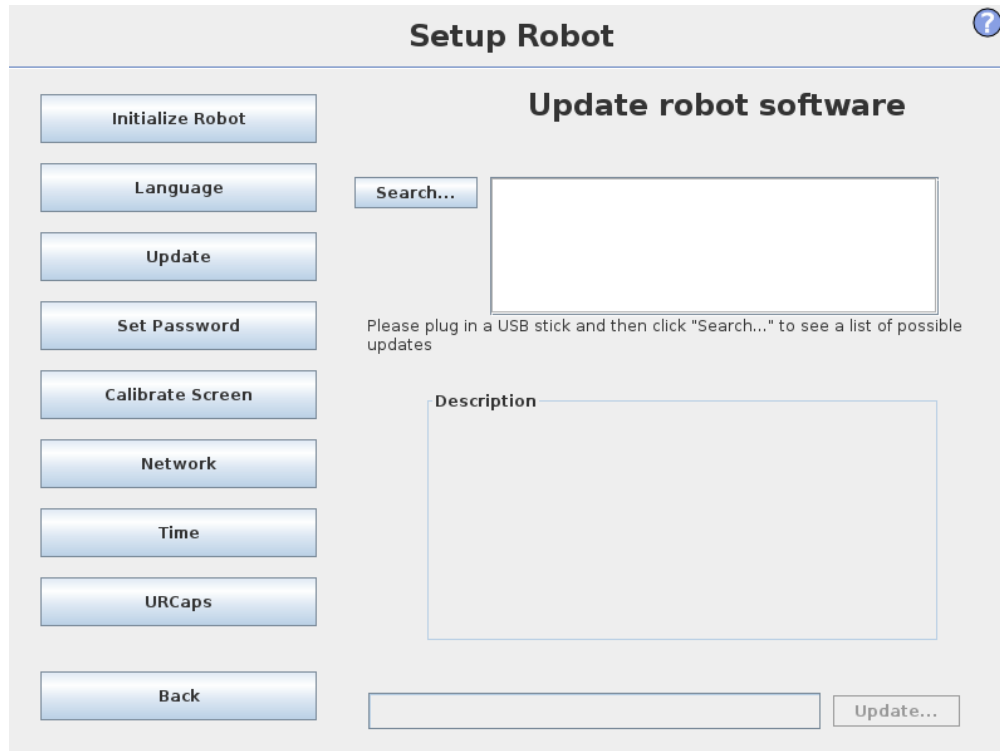 Setup Robot
?
Initialize Robot
Language
Update
Set Password
Calibrate Screen
Network
Time
URCaps
Back
Update robot software
Search...
Please plug in a USB stick and then click "Search..." to see a list of possible
updates
Description
Update...